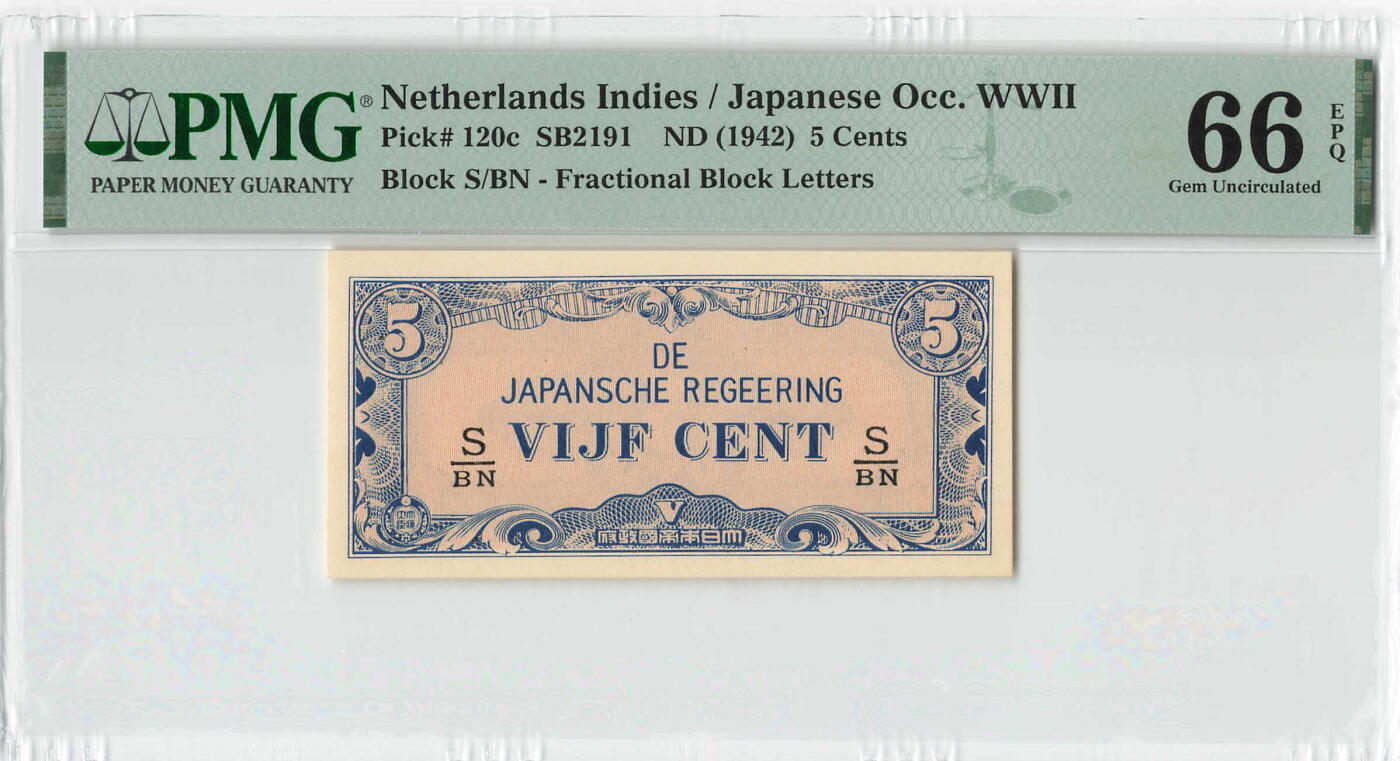 PMG® Netherlands Indies / Japanese Occ. WWII
Pick# 120c SB2191 ND (1942) 5 Cents
PAPER MONEY GUARANTY
Block S/BN - Fractional Block Letters
66 EPQ
Gem Uncirculated
5 5
DE
JAPANSCHE REGEERING
VIJF CENT
S/BN S/BN
V
府政國帝本日大